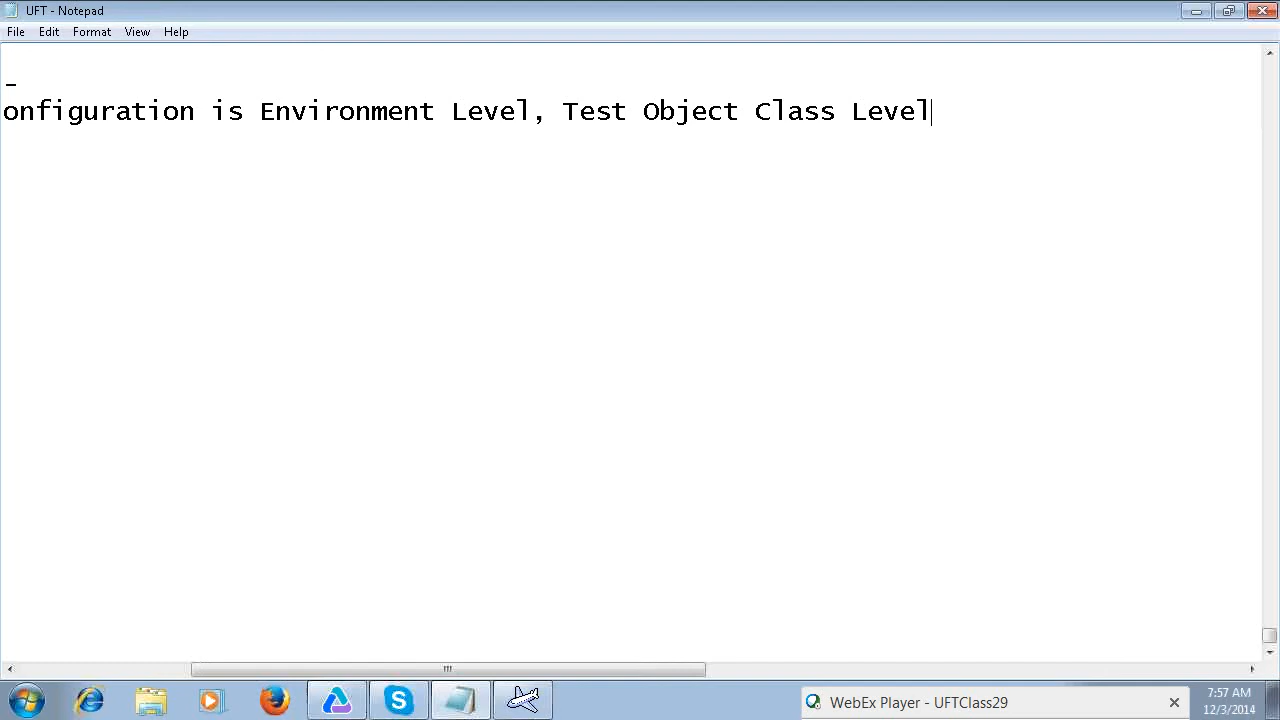 UFT - Notepad
File Edit Format View Help
-
onfiguration is Environment Level, Test Object Class Level
WebEx Player - UFTClass29
7:57 AM
12/3/2014